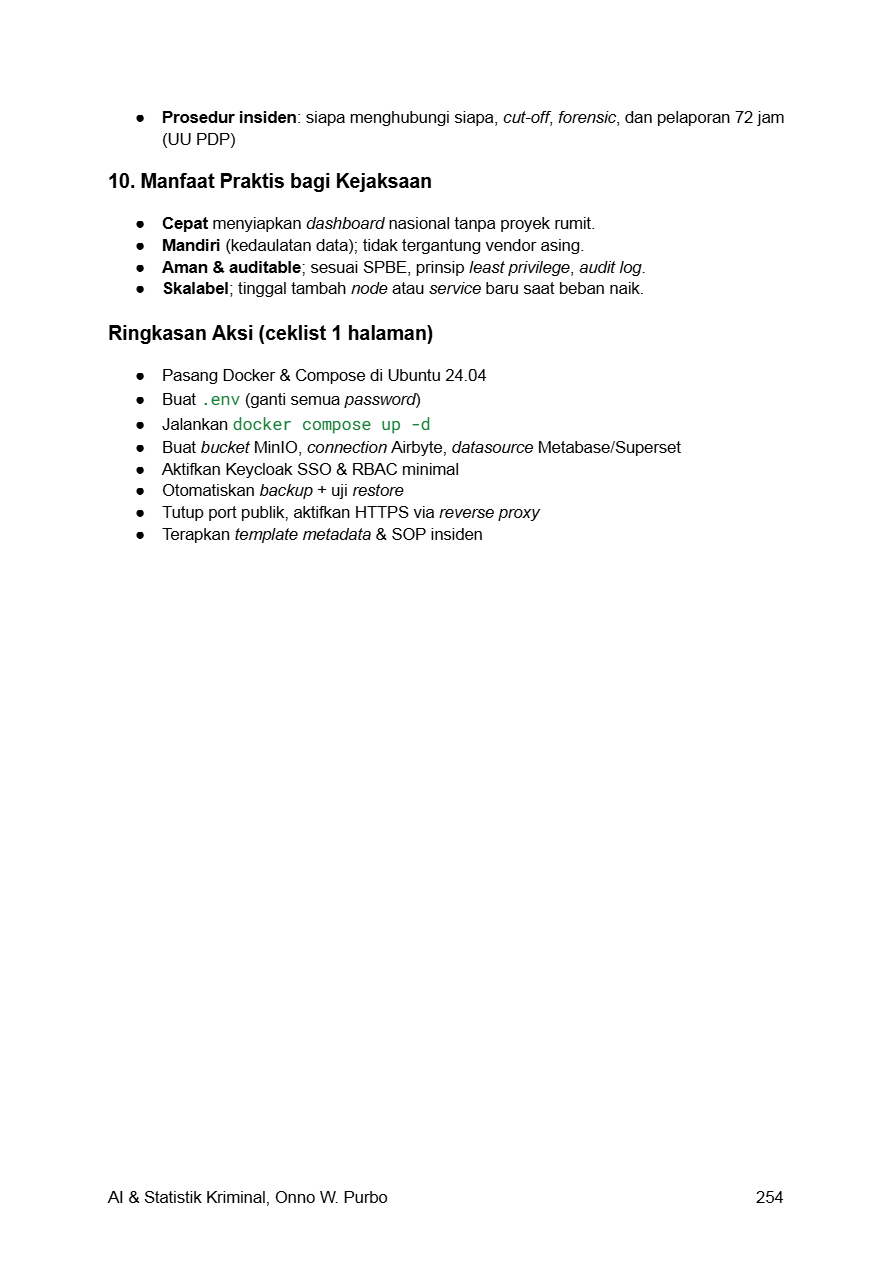 ● Prosedur insiden: siapa menghubungi siapa, cut-off, forensic, dan pelaporan 72 jam
(UU PDP)
10. Manfaat Praktis bagi Kejaksaan
● Cepat menyiapkan dashboard nasional tanpa proyek rumit.
● Mandiri (kedaulatan data); tidak tergantung vendor asing.
● Aman & auditable; sesuai SPBE, prinsip least privilege, audit log.
● Skalabel; tinggal tambah node atau service baru saat beban naik.
Ringkasan Aksi (ceklist 1 halaman)
● Pasang Docker & Compose di Ubuntu 24.04
● Buat .env (ganti semua password)
● Jalankan docker compose up -d
● Buat bucket MinIO, connection Airbyte, datasource Metabase/Superset
● Aktifkan Keycloak SSO & RBAC minimal
● Otomatiskan backup + uji restore
● Tutup port publik, aktifkan HTTPS via reverse proxy
● Terapkan template metadata & SOP insiden
AI & Statistik Kriminal, Onno W. Purbo 254